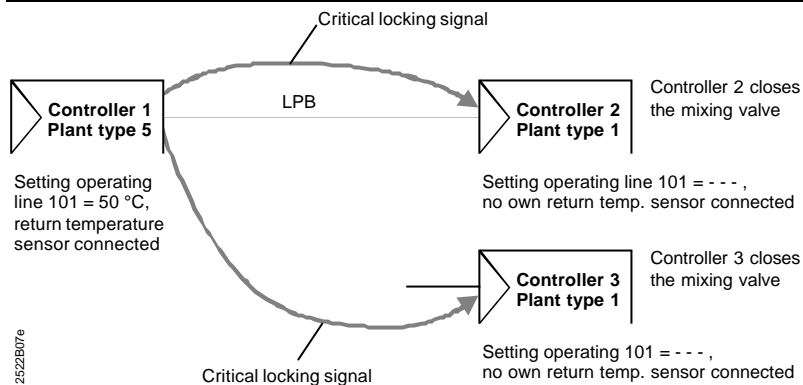 Critical locking signal
Controller 1
Plant type 5
LPB
Controller 2
Plant type 1
Controller 2 closes
the mixing valve
Setting operating
line 101 = 50 °C,
return temperature
sensor connected
Setting operating line 101 = - - - ,
no own return temp. sensor connected
Controller 3
Plant type 1
Controller 3 closes
the mixing valve
Setting operating 101 = - - - ,
no own return temp. sensor connected
Critical locking signal
2522B07e